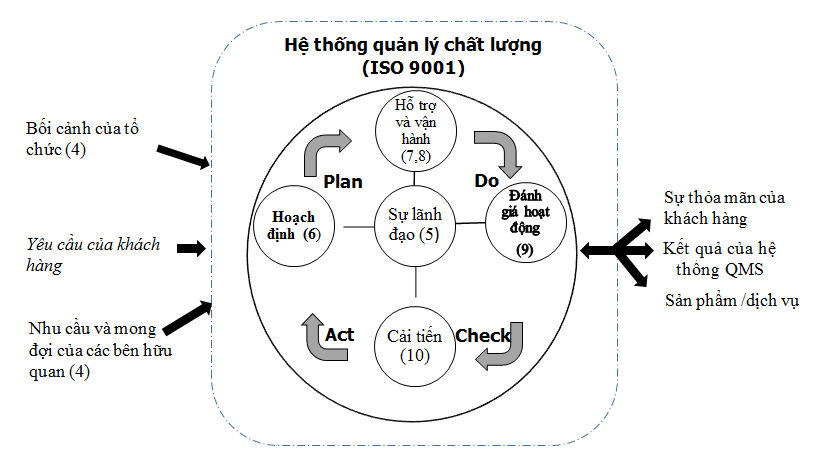 Hệ thống quản lý chất lượng
(ISO 9001)
Hỗ trợ
và vận
hành
(7,8)
Bối cảnh của tổ
chức (4)
Plan
Do
Hoạch
định (6)
Sự lãnh
đạo (5)
Đánh
giá hoạt
động
(9)
Sự thỏa mãn của
khách hàng
Yêu cầu của khách
hàng
Kết quả của hệ
thống QMS
Sản phẩm /dịch vụ
Nhu cầu và mong
đợi của các bên hữu
quan (4)
Act
Cải tiến
(10)
Check